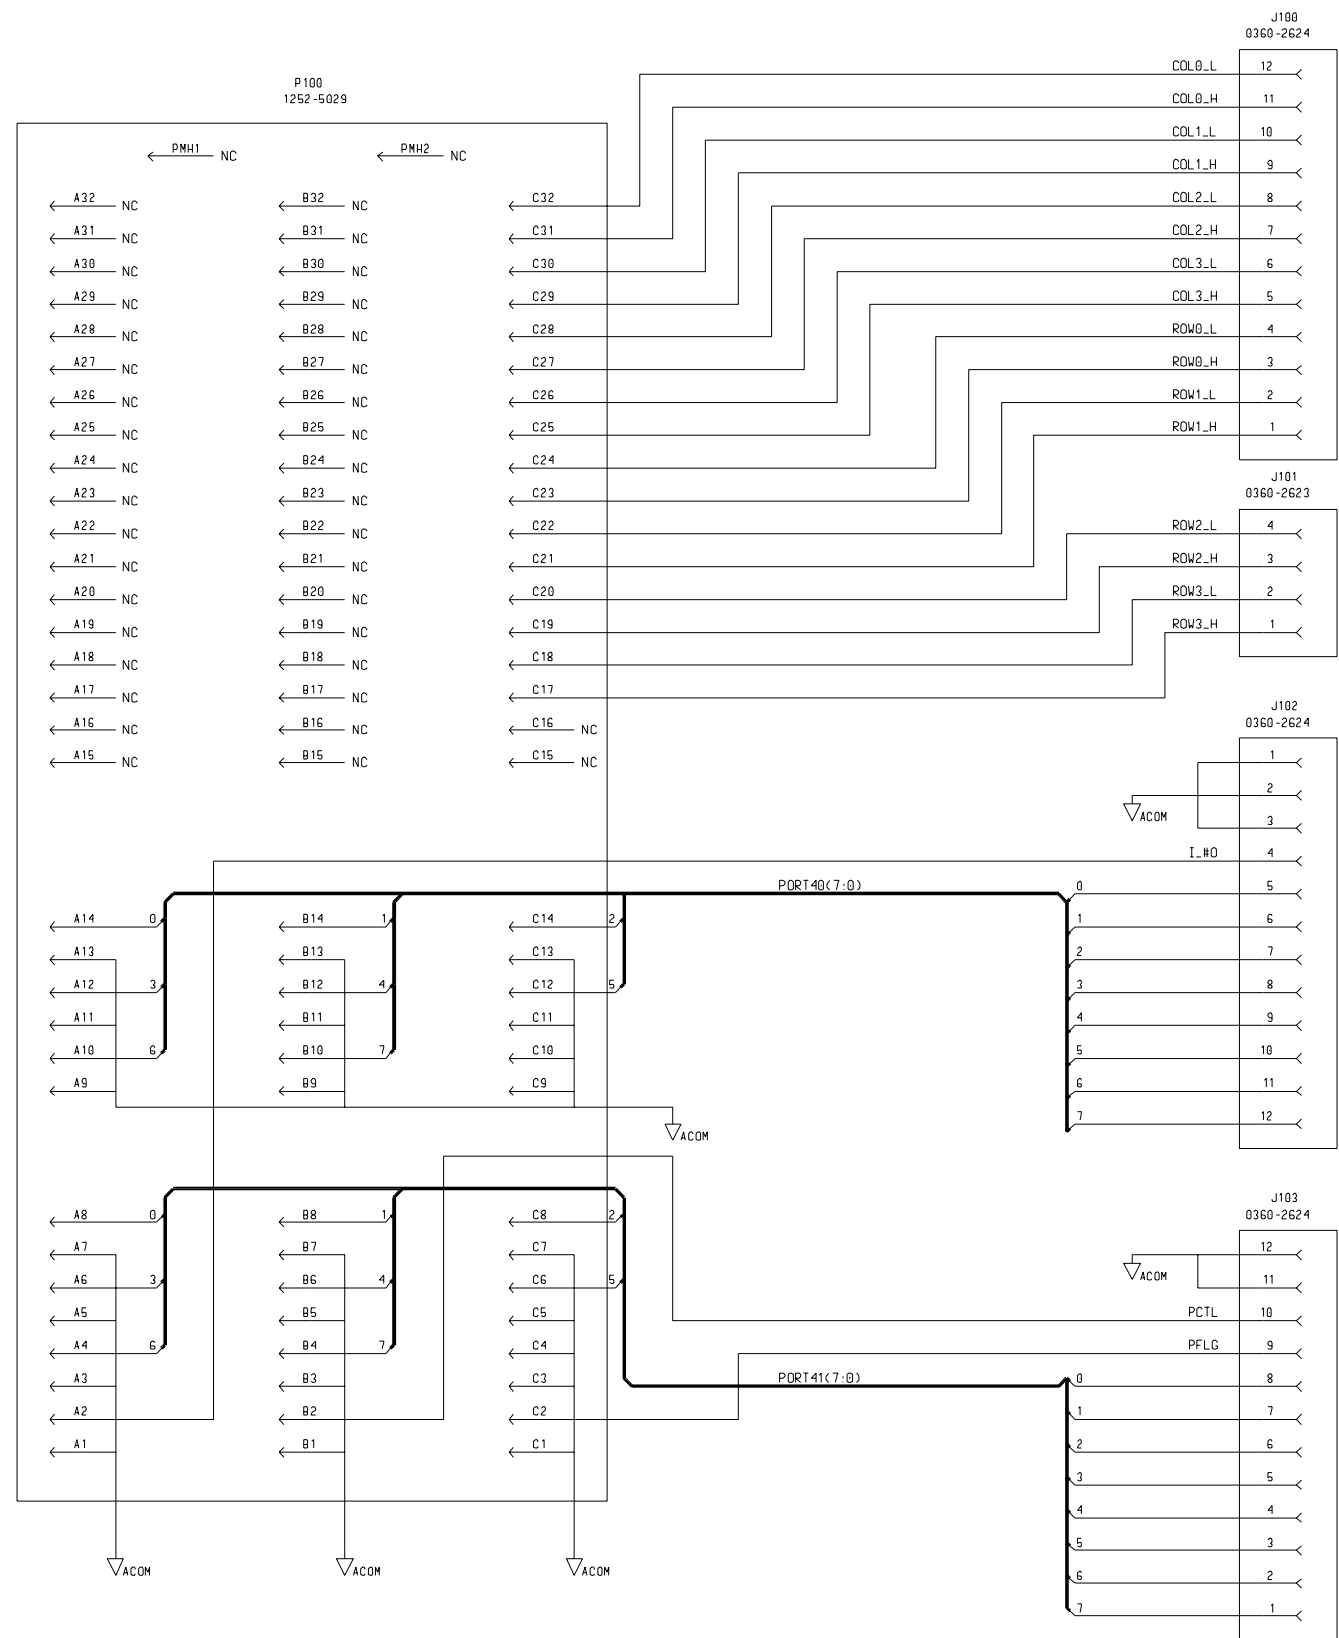 J100
0360-2624
P100
1252-5029
COL0_L 12
COL0_H 11
COL1_L 10
COL1_H 9
COL2_L 8
COL2_H 7
COL3_L 6
COL3_H 5
ROW0_L 4
ROW0_H 3
ROW1_L 2
ROW1_H 1
PMH1 NC PMH2 NC
A32 NC B32 NC C32
A31 NC B31 NC C31
A30 NC B30 NC C30
A29 NC B29 NC C29
A28 NC B28 NC C28
A27 NC B27 NC C27
A26 NC B26 NC C26
A25 NC B25 NC C25
A24 NC B24 NC C24
A23 NC B23 NC C23
A22 NC B22 NC C22
A21 NC B21 NC C21
A20 NC B20 NC C20
A19 NC B19 NC C19
A18 NC B18 NC C18
A17 NC B17 NC C17
A16 NC B16 NC C16 NC
A15 NC B15 NC C15 NC
J101
0360-2623
ROW2_L 4
ROW2_H 3
ROW3_L 2
ROW3_H 1
J102
0360-2624
1
2
ACOM
3
I_#O 4
PORT40(7:0)
0 5
1 6
2 7
3 8
4 9
5 10
6 11
7 12
A14 0 B14 1 C14 2
A13 B13 C13
A12 3 B12 4 C12 5
A11 B11 C11
A10 6 B10 7 C10
A9 B9 C9
ACOM
J103
0360-2624
12
ACOM
11
PCTL 10
PFLG 9
PORT41(7:0)
0 8
1 7
2 6
3 5
4 4
5 3
6 2
7 1
A8 0 B8 1 C8 2
A7 B7 C7
A6 3 B6 4 C6 5
A5 B5 C5
A4 6 B4 7 C4
A3 B3 C3
A2 B2 C2
A1 B1 C1
ACOM ACOM ACOM